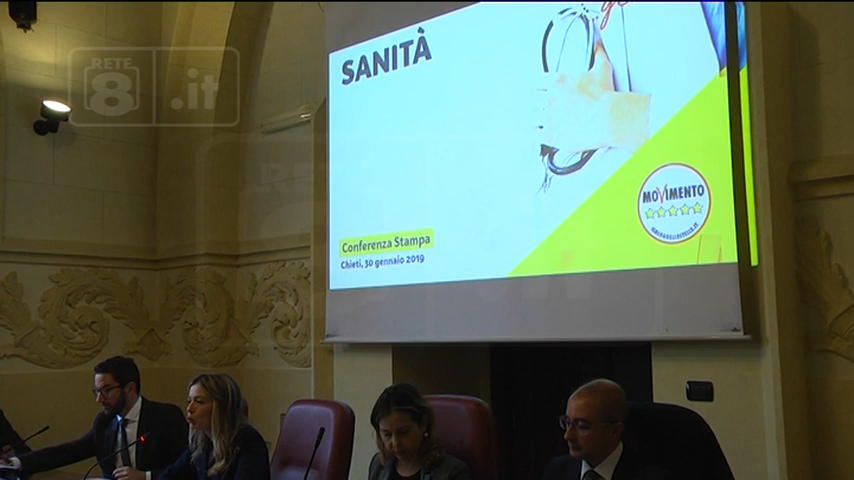 RETE
8
.it
SANITÀ
Conferenza Stampa
Chieti, 30 gennaio 2019
MOVIMENTO